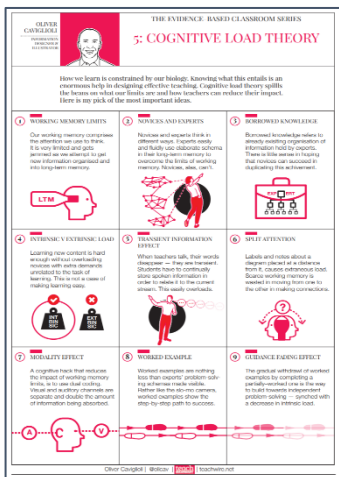 OLIVER
CAVIGLIOLI
INFORMATION
DESIGNER &
ILLUSTRATOR
THE EVIDENCE-BASED CLASSROOM SERIES
5: COGNITIVE LOAD THEORY
How we learn is constrained by our biology. Knowing what this entails is an
enormous help in designing effective teaching. Cognitive load theory spills
the beans on what our limits are and how teachers can reduce their impact.
Here is my pick of the most important ideas.
1 WORKING MEMORY LIMITS
Our working memory comprises
the attention we use to think.
It is very limited and gets
jammed as we attempt to get
new information organised and
into long-term memory.
LTM
2 NOVICES AND EXPERTS
Novices and experts think in
different ways. Experts easily
and fluidly use elaborate schema
in their long-term memory to
overcome the limits of working
memory. Novices, alas, can't.
3 BORROWED KNOWLEDGE
Borrowed knowledge refers to
already existing organisation of
information held by experts.
There is little sense in hoping
that novices can succeed in
duplicating this achievement.
4 INTRINSIC V EXTRINSIC LOAD
Learning new content is hard
enough without overloading
novices with extra demands
unrelated to the task of
learning. This is not a case of
making learning easy.
INT
RIN
SIC
EXT
RIN
SIC
5 TRANSIENT INFORMATION
EFFECT
When teachers talk, their words
disappear — they are transient.
Students have to continually
store spoken information in
order to relate it to the current
stream. This easily overloads.
6 SPLIT ATTENTION
Labels and notes about a
diagram placed at a distance
from it, causes extraneous load.
Scarce working memory is
wasted in moving from one to
the other in making connections.
?
7 MODALITY EFFECT
A cognitive hack that reduces
the impact of working memory
limits, is to use dual coding.
Visual and auditory channels are
separate and double the amount
of information being absorbed.
A C V
8 WORKED EXAMPLE
Worked examples are nothing
less than experts' problem-solv-
ing schemas made visible.
Rather like the slo-mo camera,
worked examples show the
step-by-step path to success.
9 GUIDANCE FADING EFFECT
The gradual withdrawal of worked
examples by completing a
partially-worked one is the way
to build towards independent
problem-solving — synched with
a decrease in intrinsic load.
Oliver Caviglioli | @olicav | teach | teachwire.net